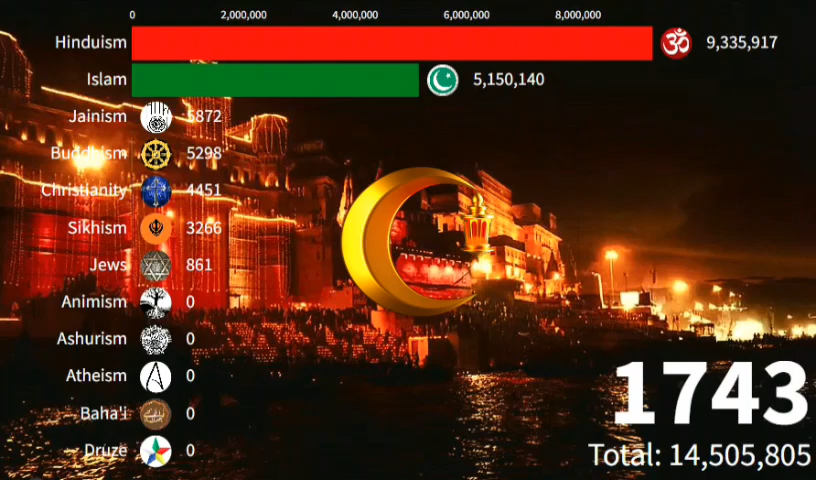 0 2,000,000 4,000,000 6,000,000 8,000,000
Hinduism ॐ 9,335,917
Islam 5,150,140
Jainism 5872
Buddhism 5298
Christianity 4451
Sikhism 3266
Jews 861
Animism 0
Ashurism 0
Atheism 0
Baha'i 0
Druze 0
1743
Total: 14,505,805